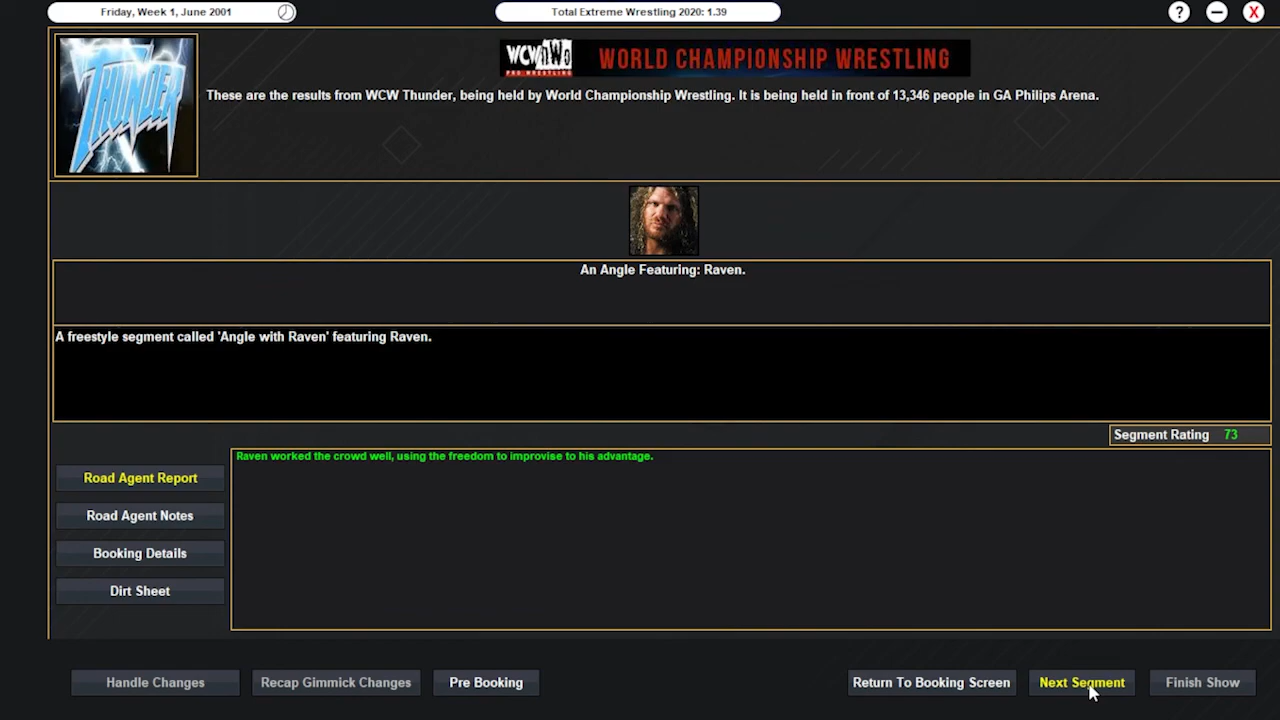 Friday, Week 1, June 2001
Total Extreme Wrestling 2020: 1.39
?
X
THUNDER
WCW/nWo
PRO WRESTLING
WORLD CHAMPIONSHIP WRESTLING
These are the results from WCW Thunder, being held by World Championship Wrestling. It is being held in front of 13,346 people in GA Philips Arena.
An Angle Featuring: Raven.
A freestyle segment called 'Angle with Raven' featuring Raven.
Segment Rating 73
Raven worked the crowd well, using the freedom to improvise to his advantage.
Road Agent Report
Road Agent Notes
Booking Details
Dirt Sheet
Handle Changes
Recap Gimmick Changes
Pre Booking
Return To Booking Screen
Next Segment
Finish Show